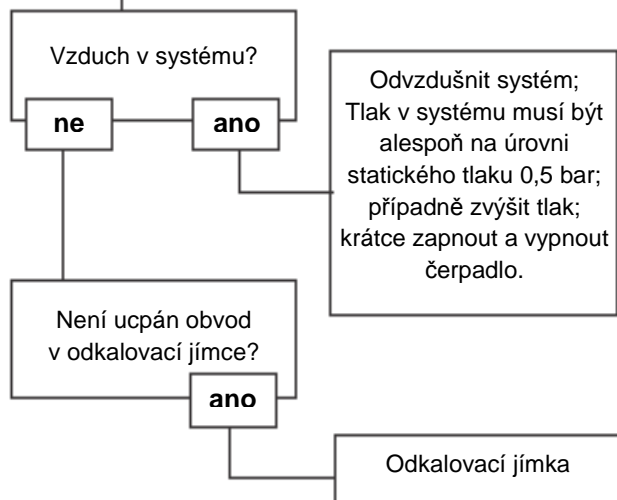 Vzduch v systému?
ne
ano
Odvzdušnit systém;
Tlak v systému musí být
alespoň na úrovni
statického tlaku 0,5 bar;
případně zvýšit tlak;
krátce zapnout a vypnout
čerpadlo.
Není ucpán obvod
v odkalovací jímce?
ano
Odkalovací jímka